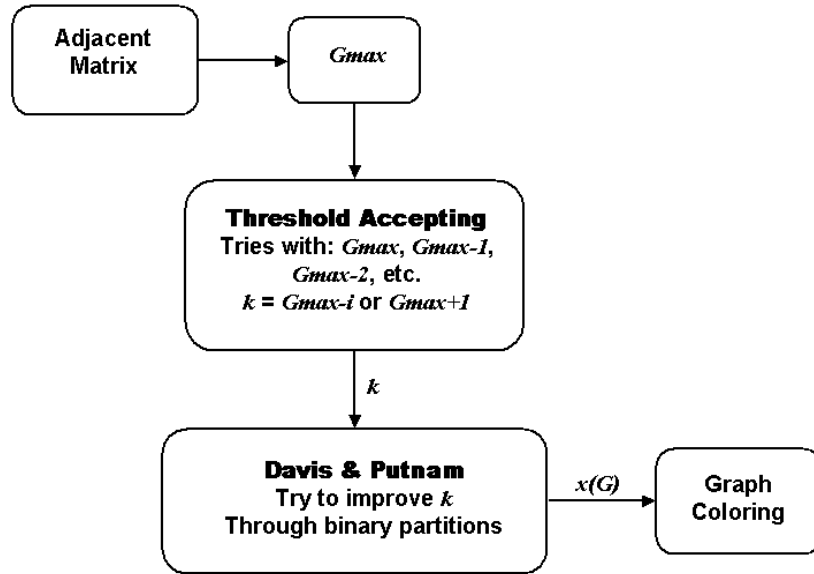 Adjacent
Matrix
Gmax
Threshold Accepting
Tries with: Gmax, Gmax-1,
Gmax-2, etc.
k = Gmax-i or Gmax+1
k
Davis & Putnam
Try to improve k
Through binary partitions
x(G)
Graph
Coloring